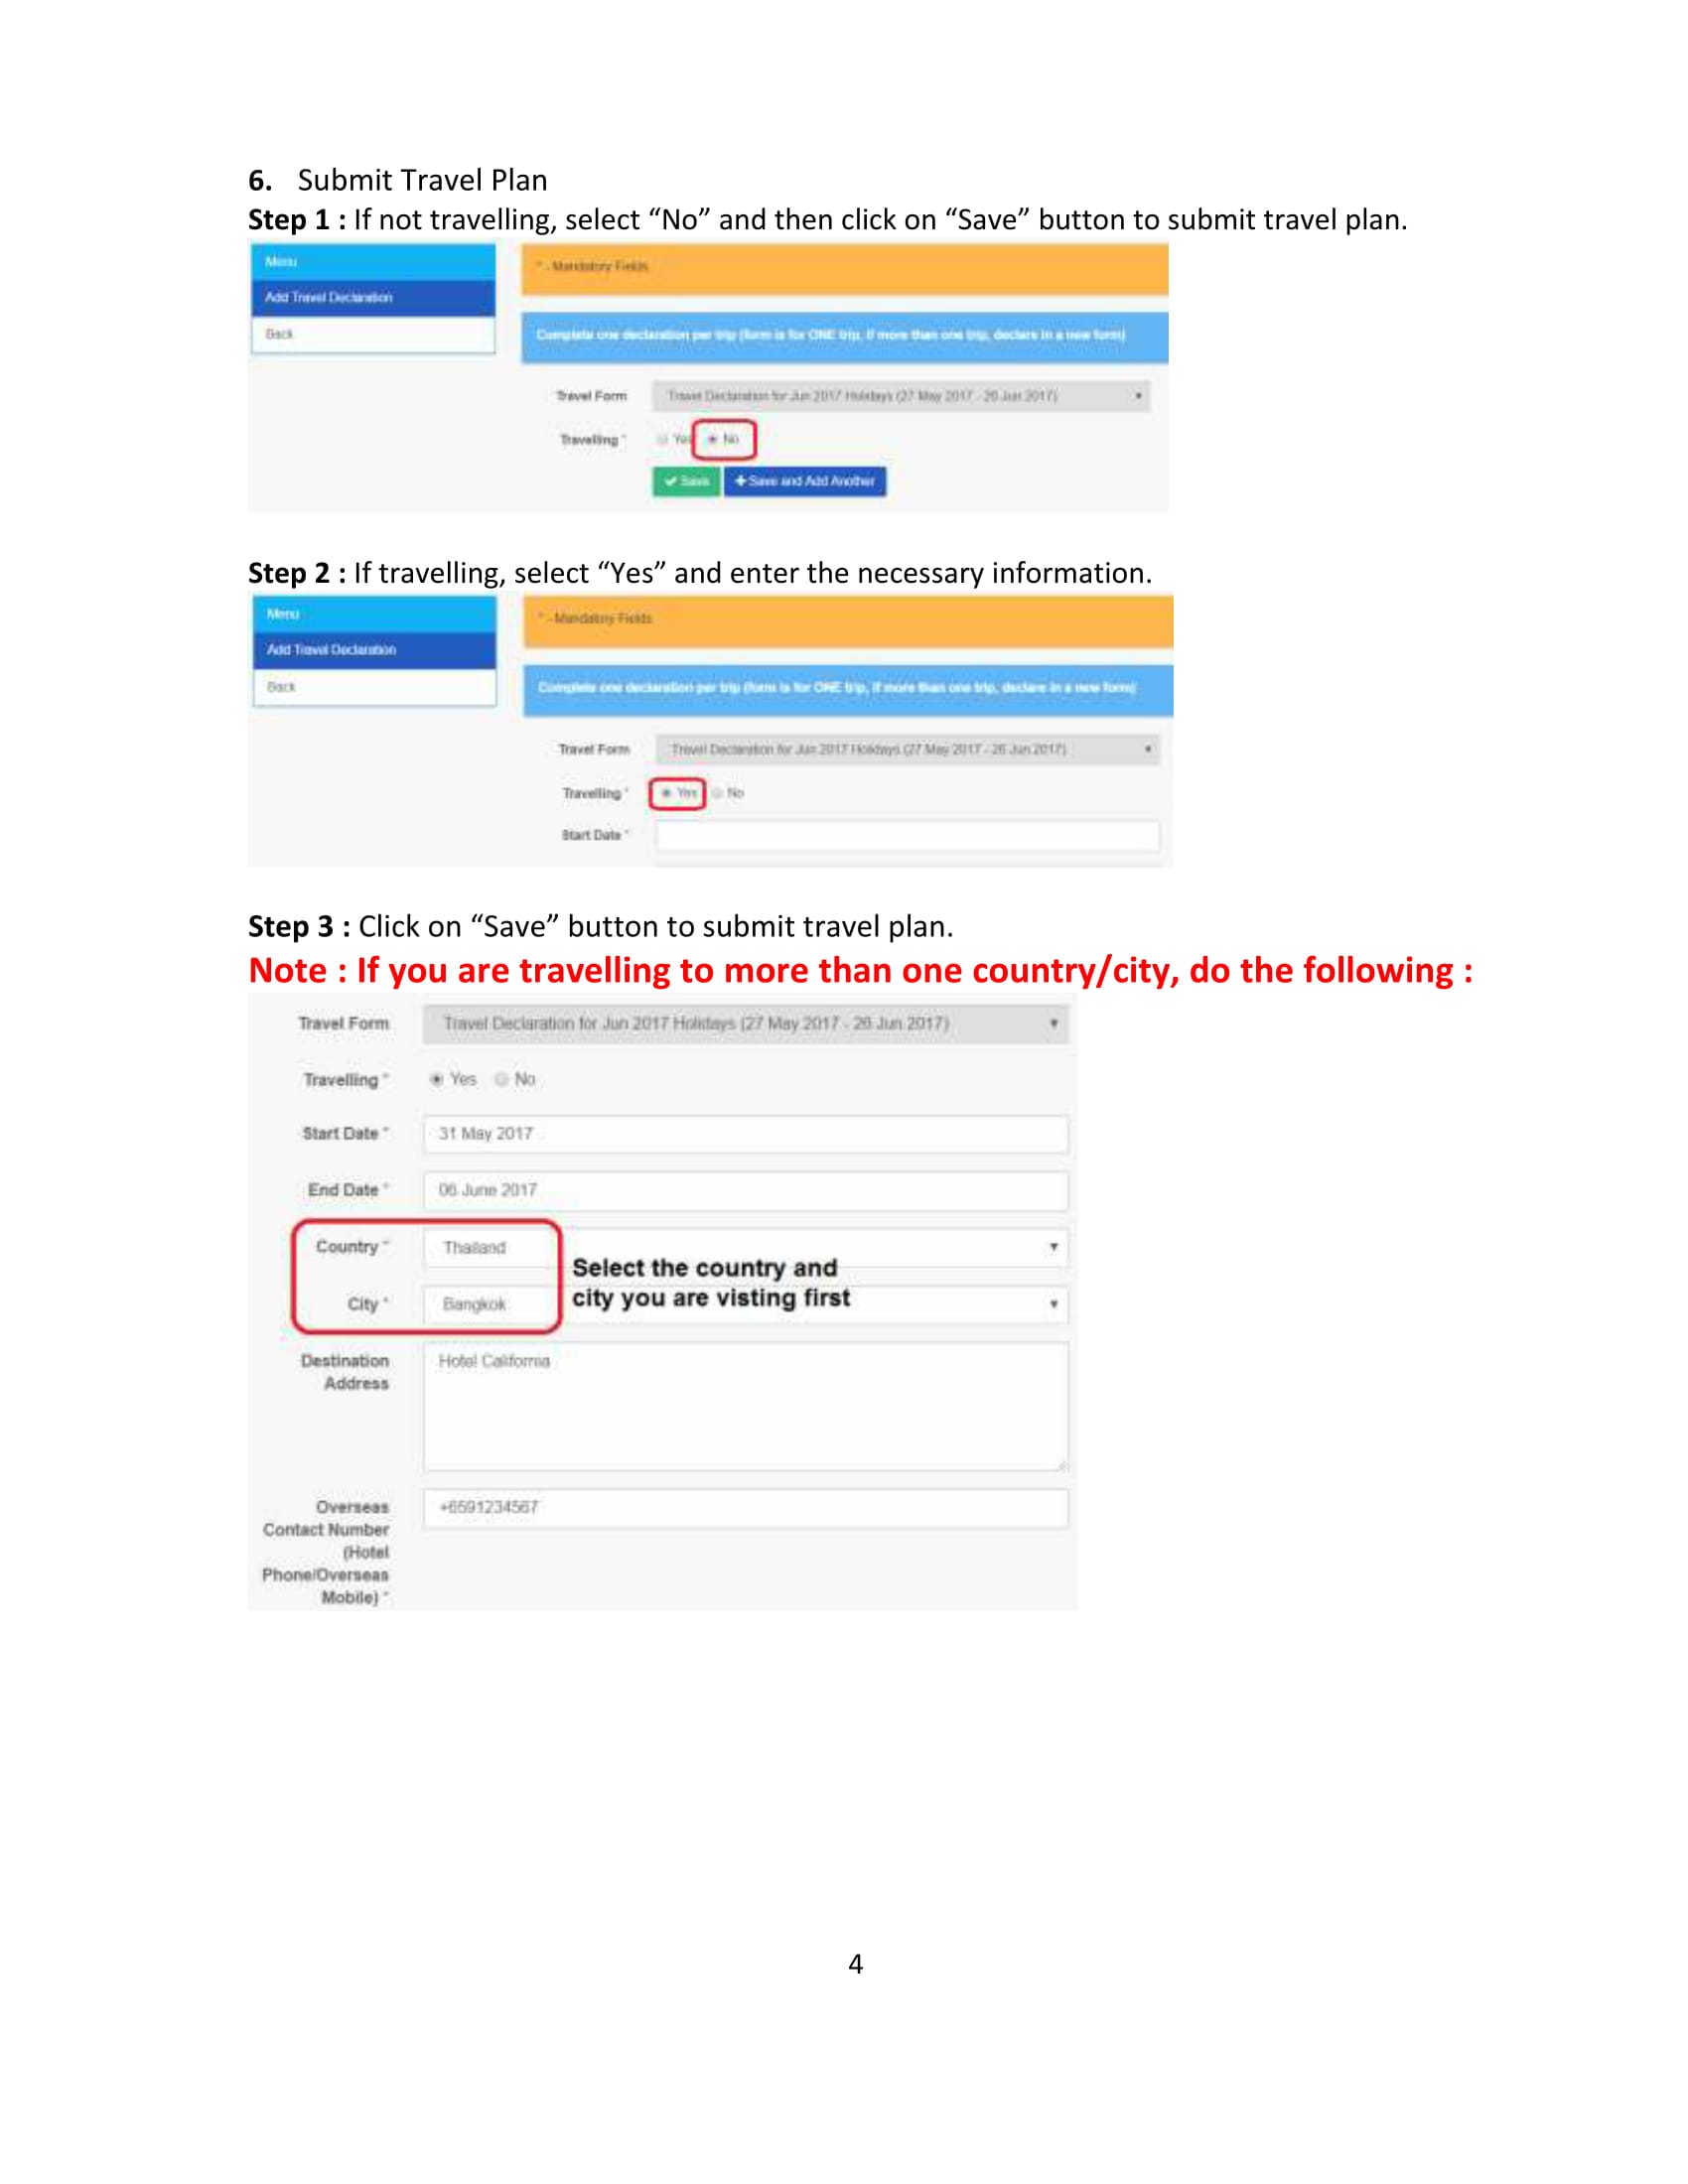 6. Submit Travel Plan
Step 1 : If not travelling, select “No” and then click on “Save” button to submit travel plan.
Menu
* - Mandatory Fields
Add Travel Declaration
Back
Complete one declaration per trip (form is for ONE trip, if more than one trip, declare in a new form)
Travel Form Travel Declaration for Jun 2017 Holidays (27 May 2017 - 26 Jun 2017)
Travelling * Yes No
Save Save and Add Another
Step 2 : If travelling, select “Yes” and enter the necessary information.
Menu
* - Mandatory Fields
Add Travel Declaration
Back
Complete one declaration per trip (form is for ONE trip, if more than one trip, declare in a new form)
Travel Form Travel Declaration for Jun 2017 Holidays (27 May 2017 - 26 Jun 2017)
Travelling * Yes No
Start Date *
Step 3 : Click on “Save” button to submit travel plan.
Note : If you are travelling to more than one country/city, do the following :
Travel Form Travel Declaration for Jun 2017 Holidays (27 May 2017 - 26 Jun 2017)
Travelling * Yes No
Start Date * 31 May 2017
End Date * 06 June 2017
Country * Thailand
Select the country and
city you are visting first
City * Bangkok
Destination
Address
Hotel California
Overseas
Contact Number
(Hotel
Phone/Overseas
Mobile) *
+6591234567
4